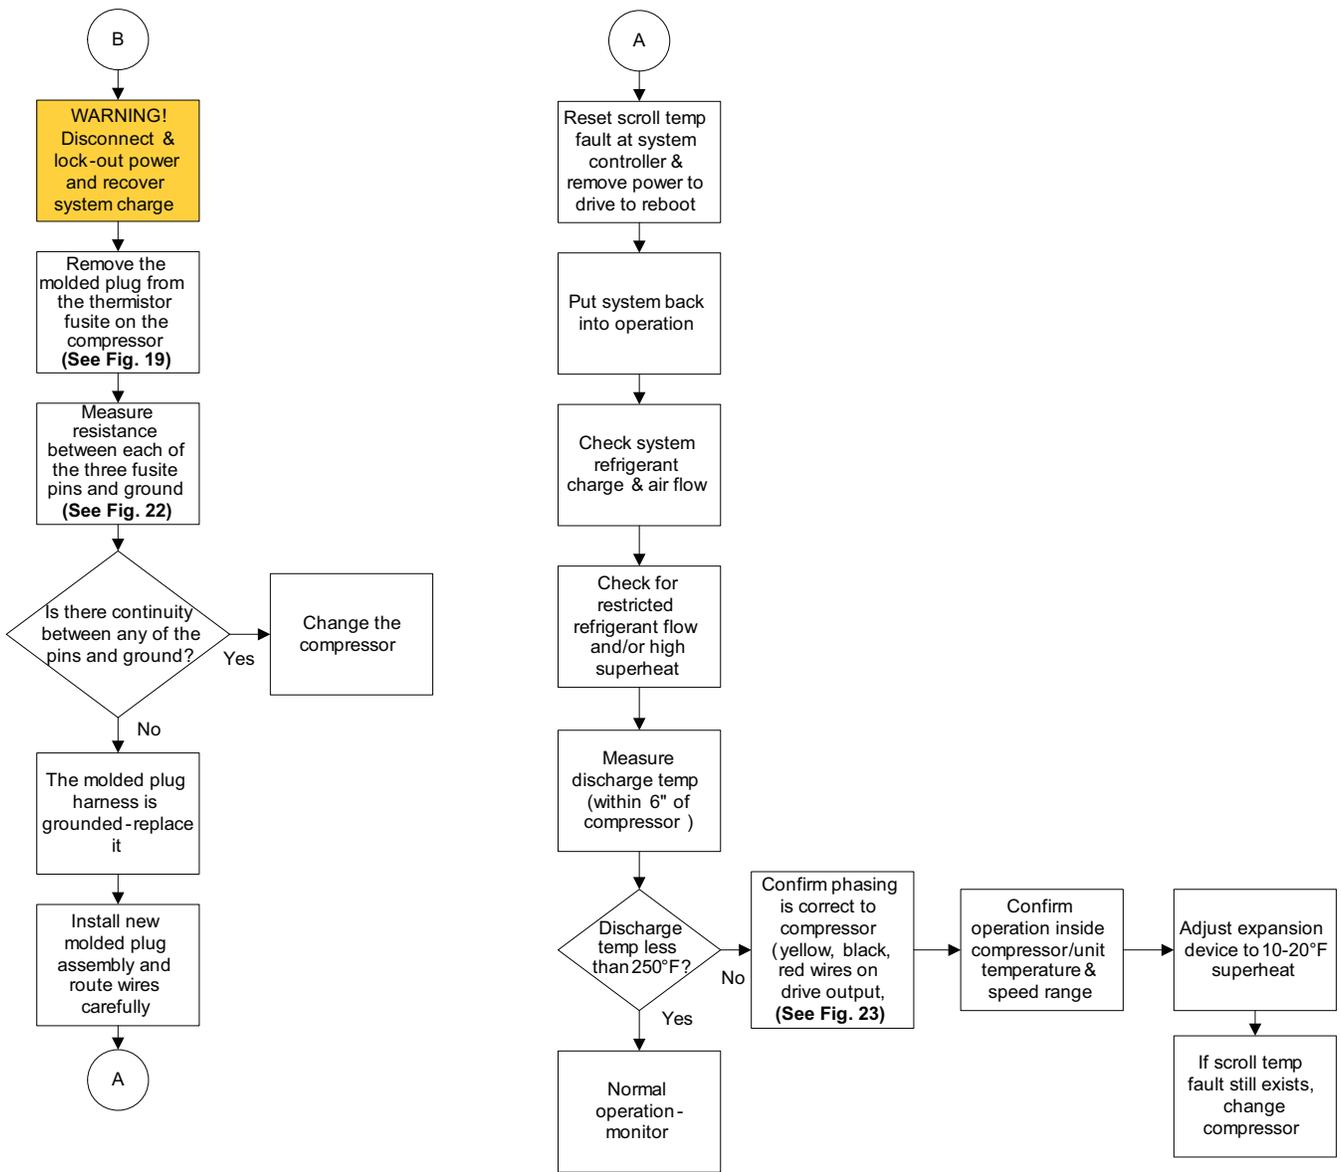 B
WARNING!
Disconnect &
lock-out power
and recover
system charge
Remove the
molded plug from
the thermistor
fusite on the
compressor
(See Fig. 19)
Measure
resistance
between each of
the three fusite
pins and ground
(See Fig. 22)
Is there continuity
between any of the
pins and ground?
Yes
Change the
compressor
No
The molded plug
harness is
grounded-replace
it
Install new
molded plug
assembly and
route wires
carefully
A
A
Reset scroll temp
fault at system
controller &
remove power to
drive to reboot
Put system back
into operation
Check system
refrigerant
charge & air flow
Check for
restricted
refrigerant flow
and/or high
superheat
Measure
discharge temp
(within 6" of
compressor )
Discharge
temp less
than 250°F?
No
Yes
Normal
operation-
monitor
Confirm phasing
is correct to
compressor
(yellow, black,
red wires on
drive output,
(See Fig. 23)
Confirm
operation inside
compressor/unit
temperature &
speed range
Adjust expansion
device to 10-20°F
superheat
If scroll temp
fault still exists,
change
compressor